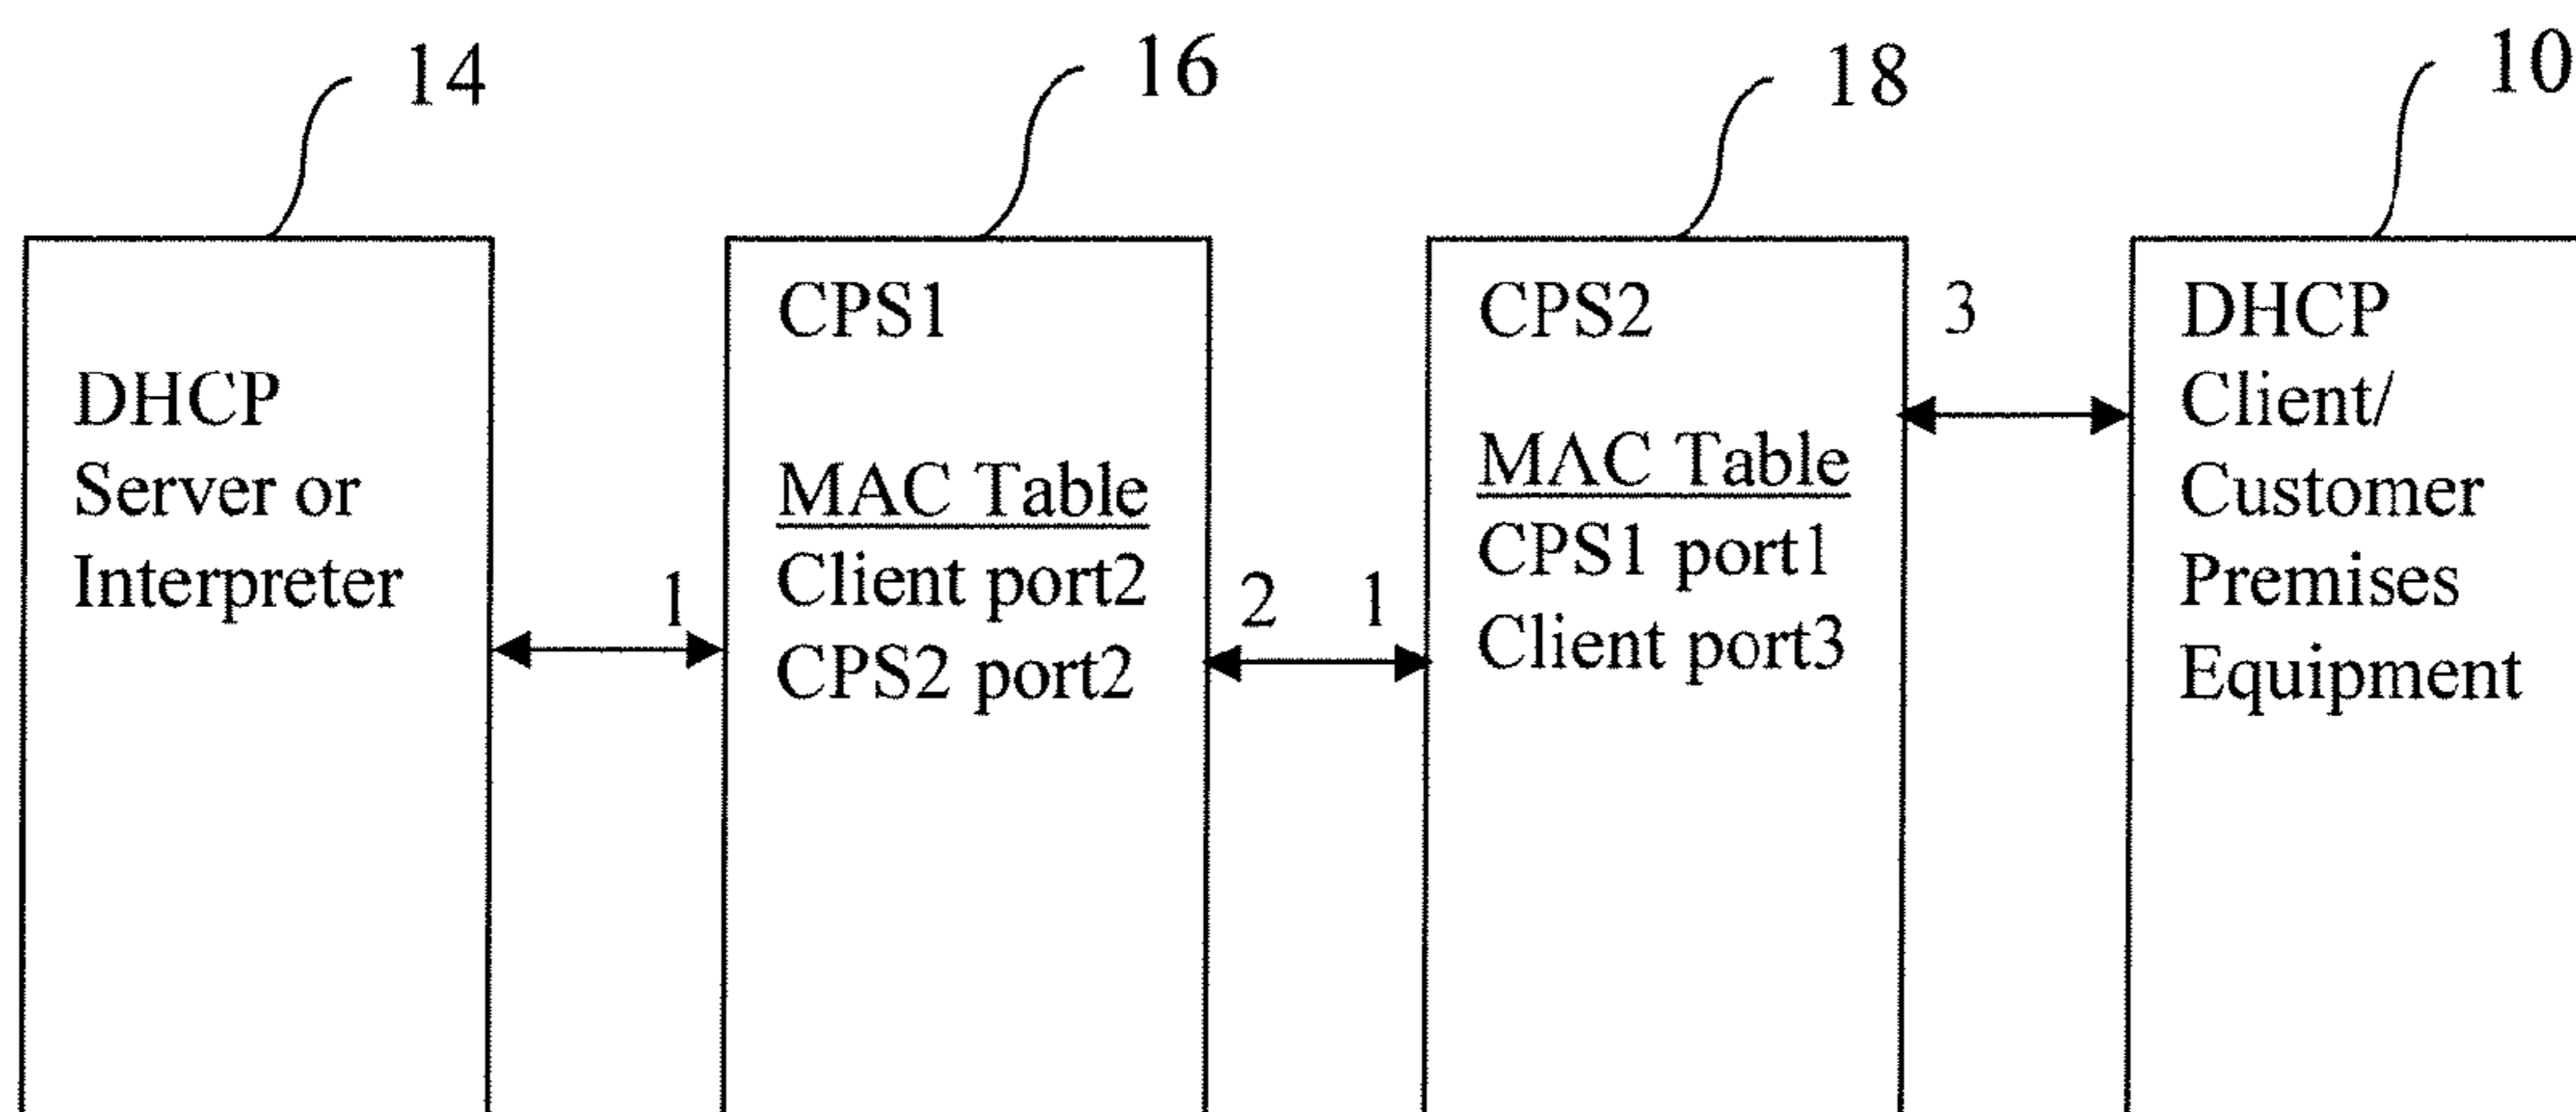 14
16
18
10
DHCP
Server or
Interpreter
1
CPS1
MAC Table
Client port2
CPS2 port2
2
1
CPS2
MAC Table
CPS1 port1
Client port3
3
DHCP
Client/
Customer
Premises
Equipment